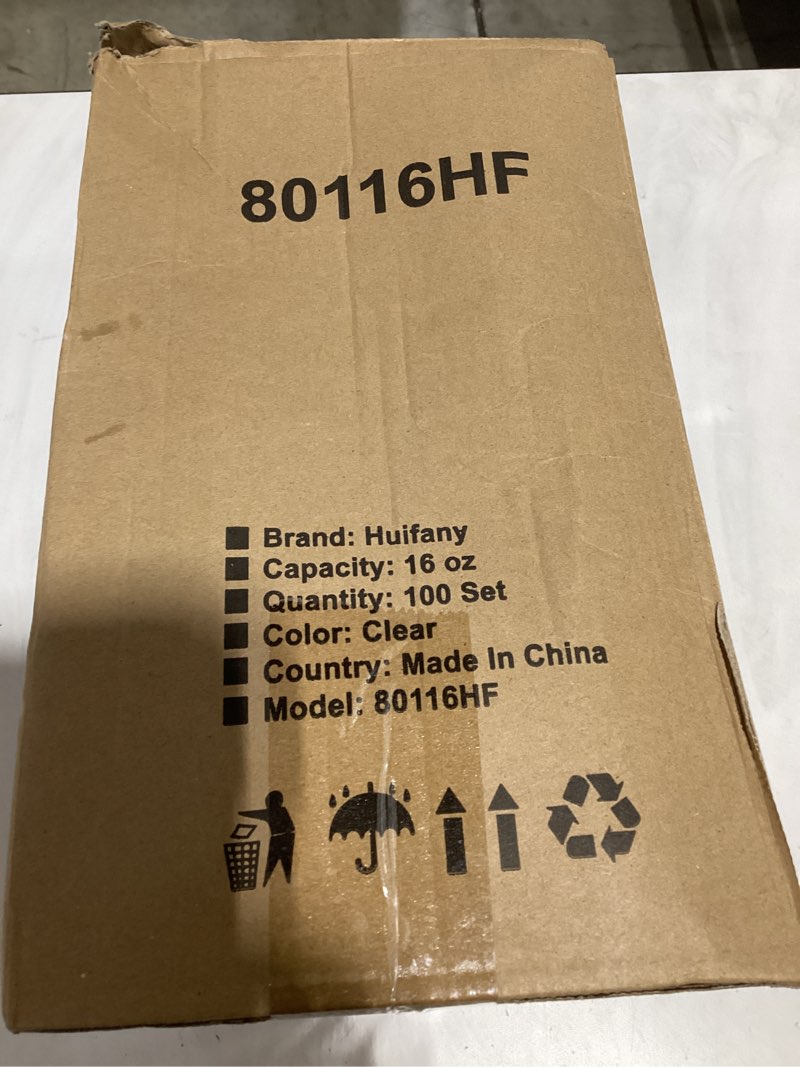 80116HF
Brand: Huifany
Capacity: 16 oz
Quantity: 100 Set
Color: Clear
Country: Made In China
Model: 80116HF